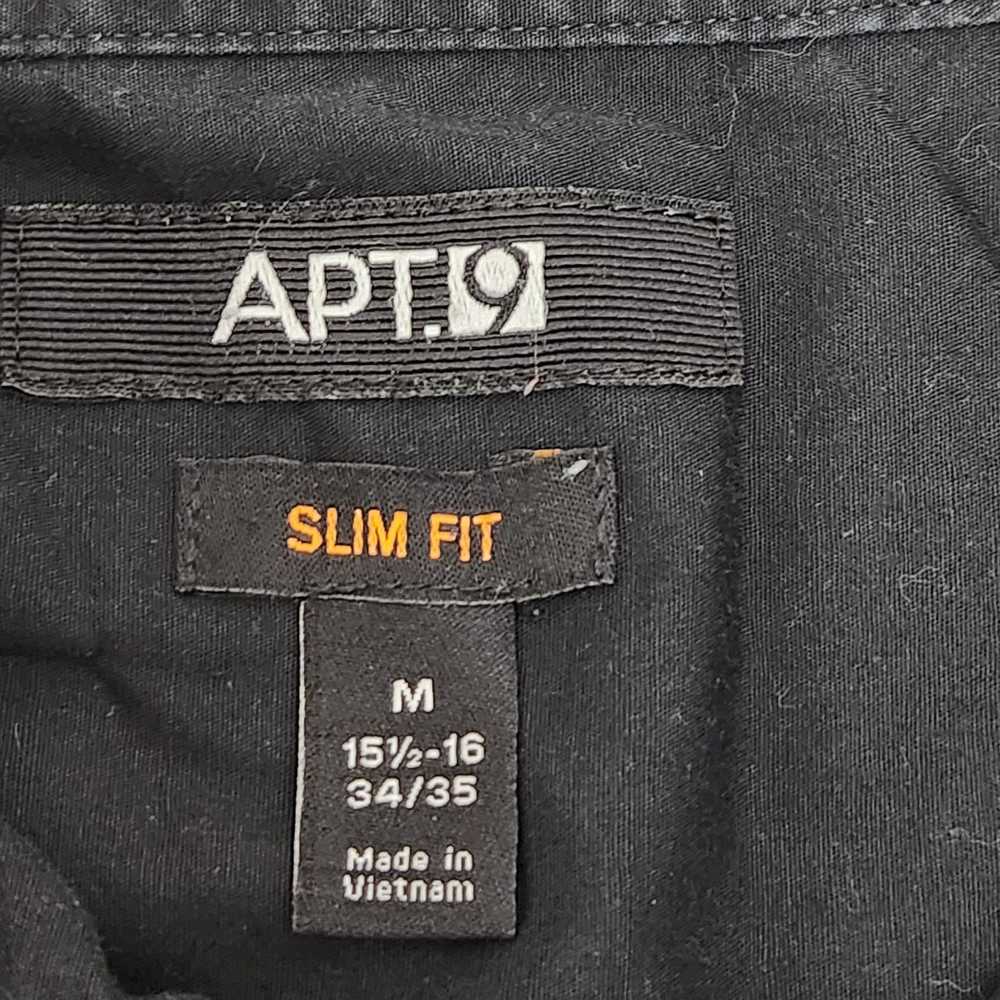 APT.9
SLIM FIT
M
15½-16
34/35
Made in
Vietnam